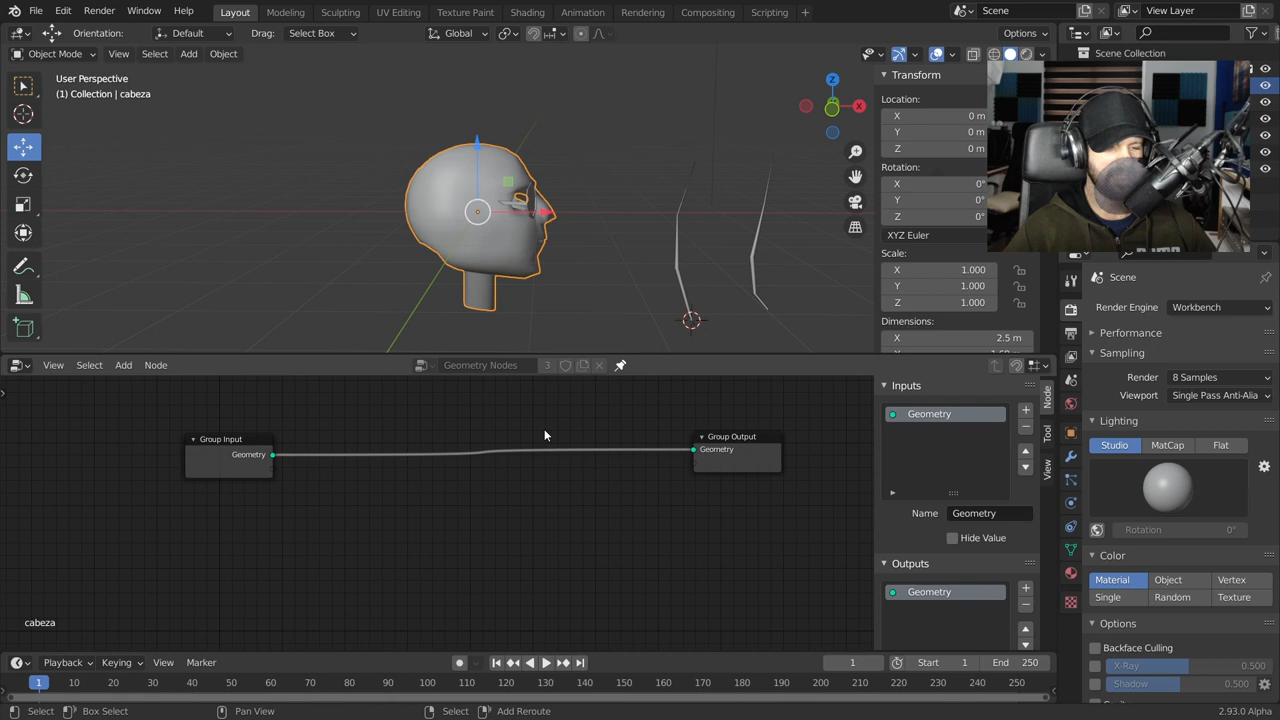 File Edit Render Window Help Layout Modeling Sculpting UV Editing Texture Paint Shading Animation Rendering Compositing Scripting + Scene View Layer
Orientation: Default Drag: Select Box Global Options
Object Mode View Select Add Object
Scene Collection
User Perspective
(1) Collection | cabeza
Z
X
Transform
Location:
X 0 m
Y 0 m
Z 0 m
Rotation:
X 0°
Y 0°
Z 0°
XYZ Euler
Scale:
X 1.000
Y 1.000
Z 1.000
Dimensions:
X 2.5 m
Scene
Render Engine Workbench
Performance
Sampling
Render 8 Samples
Viewport Single Pass Anti-Alia
Lighting
Studio MatCap Flat
Rotation 0°
Color
Material Object Vertex
Single Random Texture
Options
Backface Culling
X-Ray 0.500
Shadow 0.500
View Select Add Node Geometry Nodes 3
Group Input
Geometry
Group Output
Geometry
Inputs
Geometry
Name Geometry
Hide Value
Outputs
Geometry
Node
Tool
View
cabeza
Playback Keying View Marker 1 Start 1 End 250
1 10 20 30 40 50 60 70 80 90 100 110 120 130 140 150 160 170 180 190 200 210 220 230 240 250
Select Box Select Pan View Select Add Reroute 2.93.0 Alpha